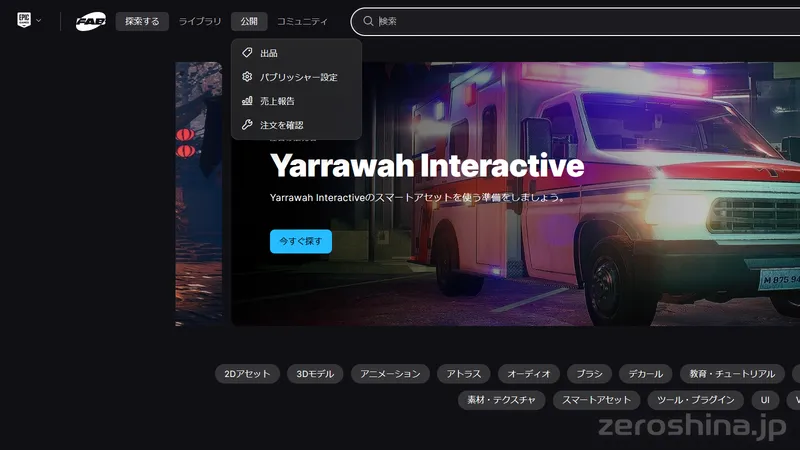 EPIC GAMES
FAB
探索する
ライブラリ
公開
コミュニティ
検索
出品
パブリッシャー設定
売上報告
注文を確認
Yarrawah Interactive
Yarrawah Interactiveのスマートアセットを使う準備をしましょう。
今すぐ探す
2Dアセット
3Dモデル
アニメーション
アトラス
オーディオ
ブラシ
デカール
教育・チュートリアル
素材・テクスチャ
スマートアセット
ツール・プラグイン
UI
zeroshina.jp